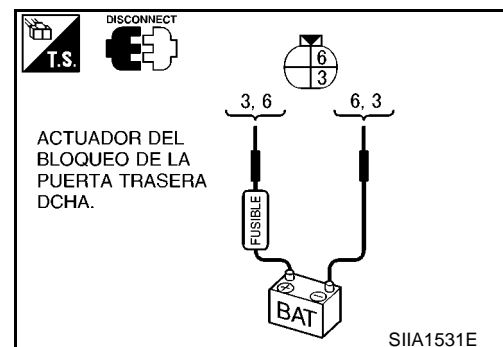 DISCONNECT
T.S.
6
3
3, 6
6, 3
ACTUADOR DEL
BLOQUEO DE LA
PUERTA TRASERA
DCHA.
FUSIBLE
+ −
BAT
SIIA1531E